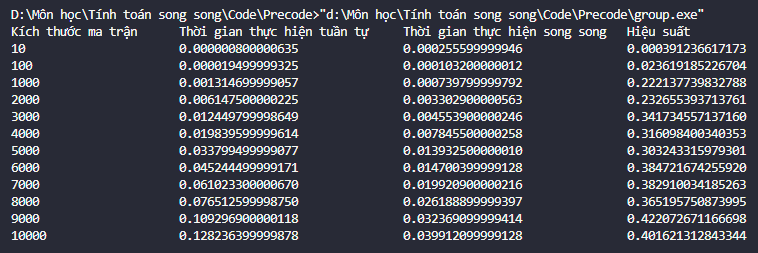 D:\Môn học\Tính toán song song\Code\Precode>"d:\Môn học\Tính toán song song\Code\Precode\group.exe"
Kích thước ma trận Thời gian thực hiện tuần tự Thời gian thực hiện song song Hiệu suất
10 0.000000800000635 0.000255599999946 0.000391236617173
100 0.000019499999325 0.000103200000012 0.023619185226704
1000 0.001314699999057 0.000739799999792 0.222137739832788
2000 0.006147500000225 0.003302900000563 0.232655393713761
3000 0.012449799998649 0.004553900000246 0.341734557137160
4000 0.019839599999614 0.007845500000258 0.316098400340353
5000 0.033799499999077 0.013932500000010 0.303243315979301
6000 0.045244499999171 0.014700399999128 0.384721674255920
7000 0.061023300000670 0.019920900000216 0.382910034185263
8000 0.076512599998750 0.026188899999397 0.365195750873995
9000 0.109296900000118 0.032369099999414 0.422072671166698
10000 0.128236399999878 0.039912099999128 0.401621312843344